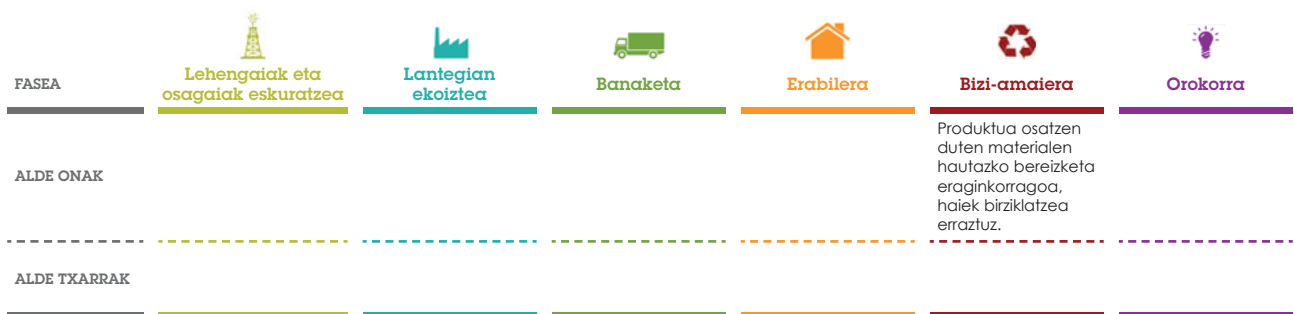 FASEA
Lehengaiak eta
osagaiak eskuratzea
Lantegian
ekoiztea
Banaketa
Erabilera
Bizi-amaiera
Orokorra
ALDE ONAK
Produktua osatzen
duten materialen
hautazko bereizketa
eraginkorragoa,
haiek birziklatzea
erraztuz.
ALDE TXARRAK